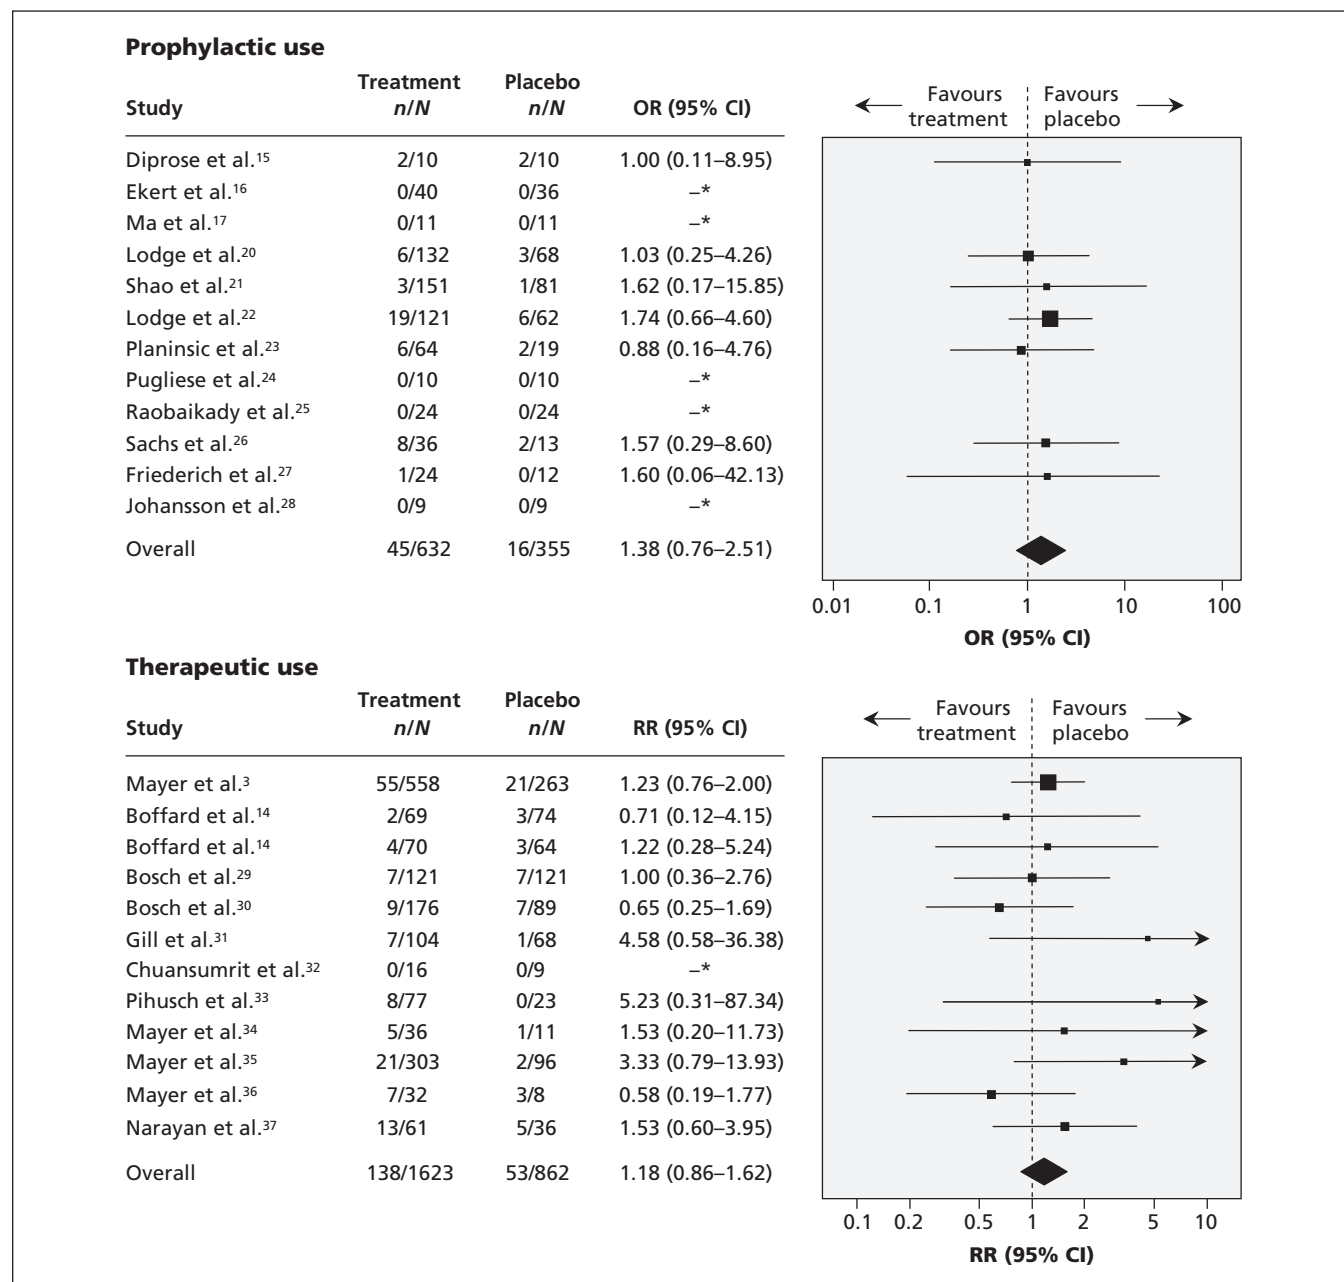 Prophylactic use
Treatment Placebo
Study n/N n/N OR (95% CI)
Favours treatment Favours placebo
Diprose et al.15 2/10 2/10 1.00 (0.11–8.95)
Ekert et al.16 0/40 0/36 –*
Ma et al.17 0/11 0/11 –*
Lodge et al.20 6/132 3/68 1.03 (0.25–4.26)
Shao et al.21 3/151 1/81 1.62 (0.17–15.85)
Lodge et al.22 19/121 6/62 1.74 (0.66–4.60)
Planinsic et al.23 6/64 2/19 0.88 (0.16–4.76)
Pugliese et al.24 0/10 0/10 –*
Raobaikady et al.25 0/24 0/24 –*
Sachs et al.26 8/36 2/13 1.57 (0.29–8.60)
Friederich et al.27 1/24 0/12 1.60 (0.06–42.13)
Johansson et al.28 0/9 0/9 –*
Overall 45/632 16/355 1.38 (0.76–2.51)
0.01 0.1 1 10 100
OR (95% CI)
Therapeutic use
Treatment Placebo
Study n/N n/N RR (95% CI)
Favours treatment Favours placebo
Mayer et al.3 55/558 21/263 1.23 (0.76–2.00)
Boffard et al.14 2/69 3/74 0.71 (0.12–4.15)
Boffard et al.14 4/70 3/64 1.22 (0.28–5.24)
Bosch et al.29 7/121 7/121 1.00 (0.36–2.76)
Bosch et al.30 9/176 7/89 0.65 (0.25–1.69)
Gill et al.31 7/104 1/68 4.58 (0.58–36.38)
Chuansumrit et al.32 0/16 0/9 –*
Pihusch et al.33 8/77 0/23 5.23 (0.31–87.34)
Mayer et al.34 5/36 1/11 1.53 (0.20–11.73)
Mayer et al.35 21/303 2/96 3.33 (0.79–13.93)
Mayer et al.36 7/32 3/8 0.58 (0.19–1.77)
Narayan et al.37 13/61 5/36 1.53 (0.60–3.95)
Overall 138/1623 53/862 1.18 (0.86–1.62)
0.1 0.2 0.5 1 2 5 10
RR (95% CI)